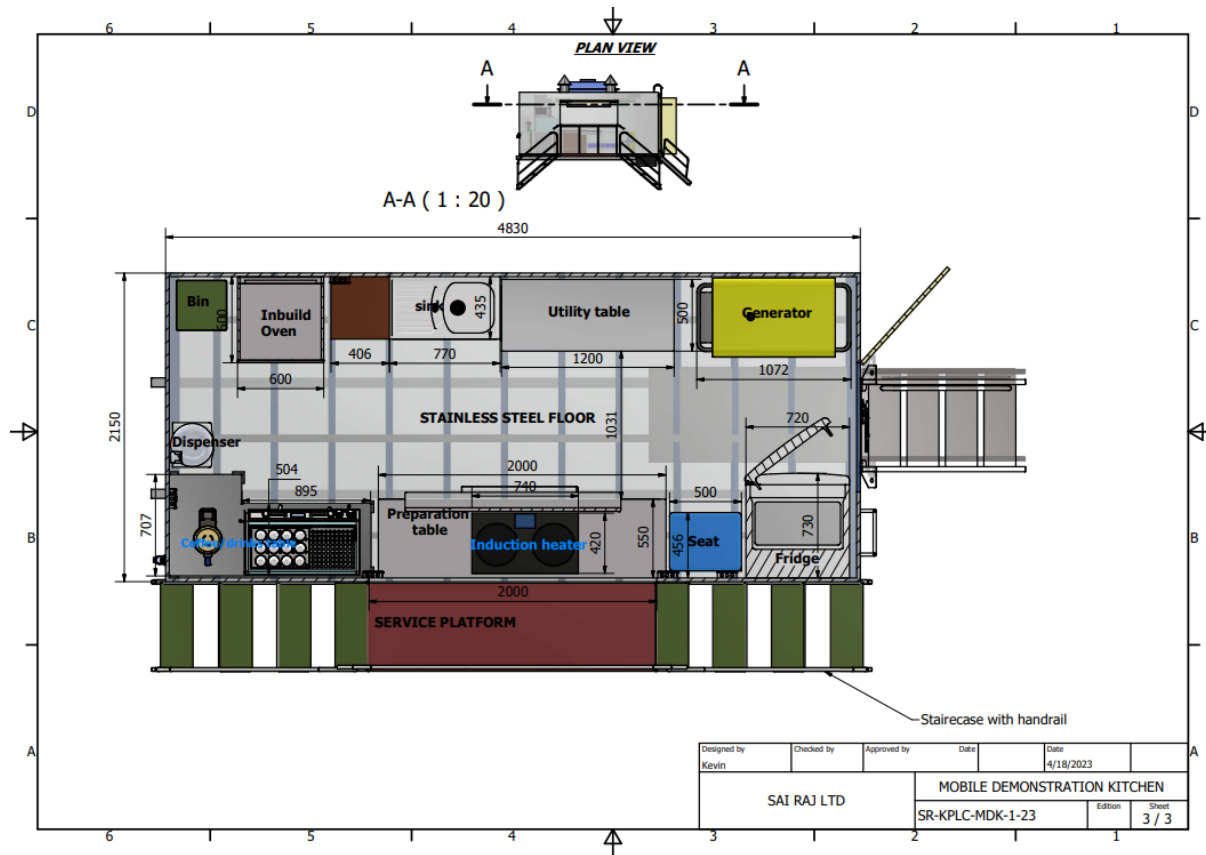 6 5 4 3 2 1
PLAN VIEW
A A
D D
A-A ( 1 : 20 )
4830
Bin
600
Inbuild
Oven
sink
435
Utility table
500
Generator
C C
406 770 1200 1072
600
2150
STAINLESS STEEL FLOOR
1031
720
Dispenser
504
2000
895
740
500
707
Preparation
table
Coffee/drinks table
Induction heater
420
550
456
Seat
730
Fridge
B B
2000
SERVICE PLATFORM
Staircase with handrail
A A
Designed by Checked by Approved by Date Date
Kevin 4/18/2023
SAI RAJ LTD
MOBILE DEMONSTRATION KITCHEN
SR-KPLC-MDK-1-23
Edition Sheet
3 / 3
6 5 4 3 2 1